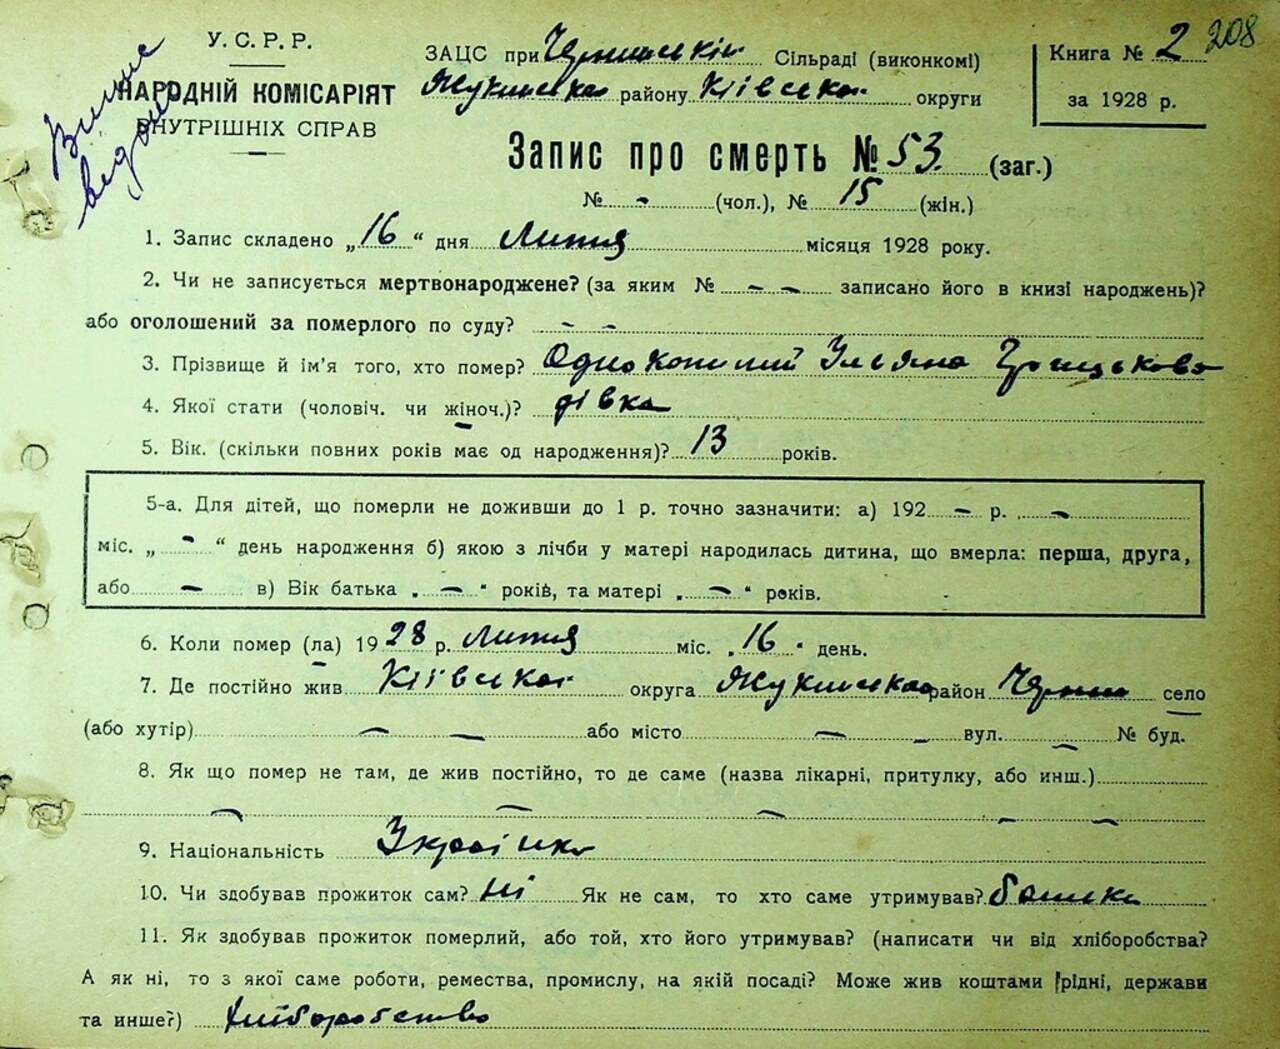 208
У. С. Р. Р.
НАРОДНІЙ КОМІСАРІЯТ
ВНУТРІШНІХ СПРАВ
ЗАЦС при Сільраді (виконкомі)
Жукинська району Київська округи
Книга № 2
за 1928 р.
Запис про смерть № 53. (заг.)
№ - (чол.), № 15 (жін.)
1. Запис складено „16“ дня Липня місяця 1928 року.
2. Чи не записується мертвонароджене? (за яким № - - записано його в книзі народжень)?
або оголошений за померлого по суду? - -
3. Прізвище й ім'я того, хто помер? Однокопилий Ульяна
4. Якої стати (чоловіч. чи жіноч.)? дівка
5. Вік. (скільки повних років має од народження)? 13 років.
5-а. Для дітей, що померли не доживши до 1 р. точно зазначити: а) 192 - р. -
міс. „ - “ день народження б) якою з лічби у матері народилась дитина, що вмерла: перша, друга,
або - в) Вік батька „ - “ років, та матері „ - “ років.
6. Коли помер (ла) 1928 р. Липня міс. „16“ день.
7. Де постійно жив Київська округа Жукинська район село
(або хутір) - - або місто - - вул. - № буд.
8. Як що помер не там, де жив постійно, то де саме (назва лікарні, притулку, або инш.)
- - - - -
9. Національність Українка
10. Чи здобував прожиток сам? Ні Як не сам, то хто саме утримував? батьки
11. Як здобував прожиток померлий, або той, хто його утримував? (написати чи від хліборобства?
А як ні, то з якої саме роботи, ремества, промислу, на якій посаді? Може жив коштами рідні, держави
та инше?) хліборобство